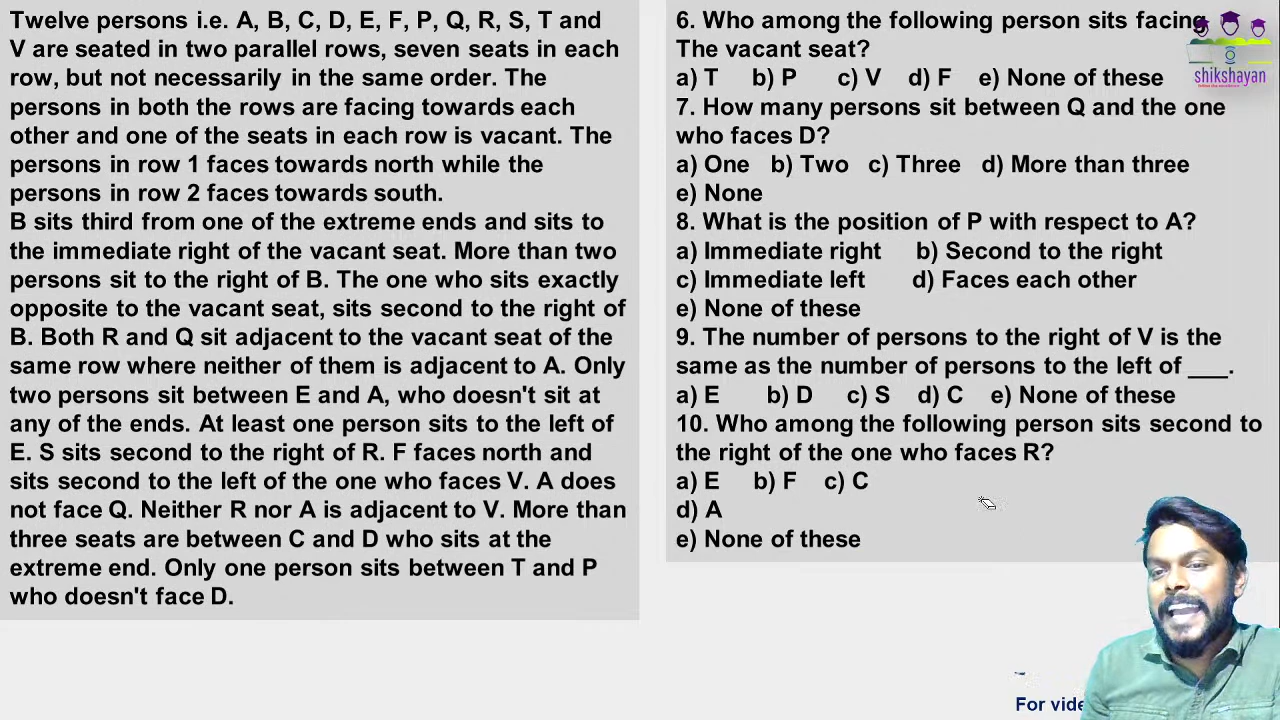 Twelve persons i.e. A, B, C, D, E, F, P, Q, R, S, T and
V are seated in two parallel rows, seven seats in each
row, but not necessarily in the same order. The
persons in both the rows are facing towards each
other and one of the seats in each row is vacant. The
persons in row 1 faces towards north while the
persons in row 2 faces towards south.
B sits third from one of the extreme ends and sits to
the immediate right of the vacant seat. More than two
persons sit to the right of B. The one who sits exactly
opposite to the vacant seat, sits second to the right of
B. Both R and Q sit adjacent to the vacant seat of the
same row where neither of them is adjacent to A. Only
two persons sit between E and A, who doesn't sit at
any of the ends. At least one person sits to the left of
E. S sits second to the right of R. F faces north and
sits second to the left of the one who faces V. A does
not face Q. Neither R nor A is adjacent to V. More than
three seats are between C and D who sits at the
extreme end. Only one person sits between T and P
who doesn't face D.
6. Who among the following person sits facing
The vacant seat?
a) T b) P c) V d) F e) None of these
7. How many persons sit between Q and the one
who faces D?
a) One b) Two c) Three d) More than three
e) None
8. What is the position of P with respect to A?
a) Immediate right b) Second to the right
c) Immediate left d) Faces each other
e) None of these
9. The number of persons to the right of V is the
same as the number of persons to the left of ___.
a) E b) D c) S d) C e) None of these
10. Who among the following person sits second to
the right of the one who faces R?
a) E b) F c) C
d) A
e) None of these
shikshayan
For vide